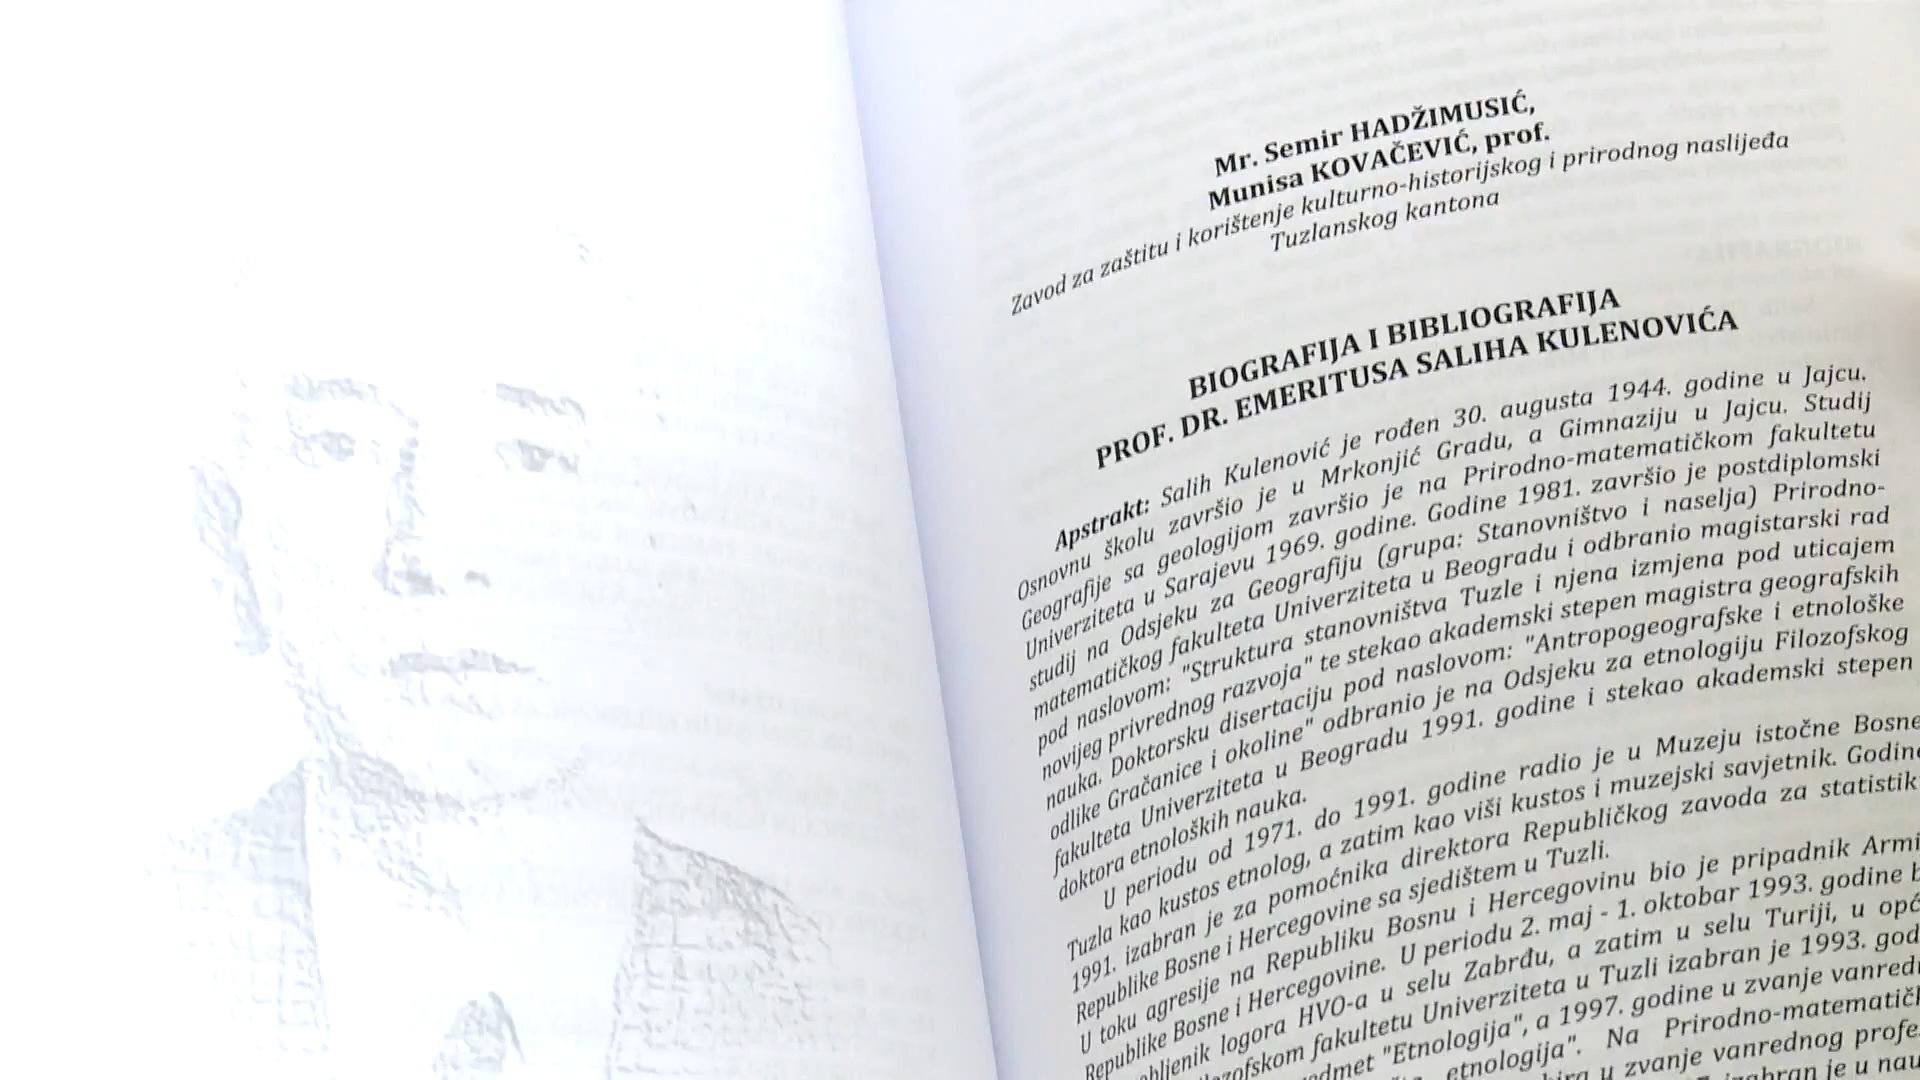 Mr. Semir HADŽIMUSIĆ,
Munisa KOVAČEVIĆ, prof.
Zavod za zaštitu i korištenje kulturno-historijskog i prirodnog naslijeđa
Tuzlanskog kantona
BIOGRAFIJA I BIBLIOGRAFIJA
PROF. DR. EMERITUSA SALIHA KULENOVIĆA
Apstrakt: Salih Kulenović je rođen 30. augusta 1944. godine u Jajcu.
Osnovnu školu završio je u Mrkonjić Gradu, a Gimnaziju u Jajcu. Studij
Geografije sa geologijom završio je na Prirodno-matematičkom fakultetu
Univerziteta u Sarajevu 1969. godine. Godine 1981. završio je postdiplomski
studij na Odsjeku za Geografiju (grupa: Stanovništvo i naselja) Prirodno-
matematičkog fakulteta Univerziteta u Beogradu i odbranio magistarski rad
pod naslovom: "Struktura stanovništva Tuzle i njena izmjena pod uticajem
novijeg privrednog razvoja" te stekao akademski stepen magistra geografskih
nauka. Doktorsku disertaciju pod naslovom: "Antropogeografske i etnološke
odlike Gračanice i okoline" odbranio je na Odsjeku za etnologiju Filozofskog
fakulteta Univerziteta u Beogradu 1991. godine i stekao akademski stepen
doktora etnoloških nauka.
U periodu od 1971. do 1991. godine radio je u Muzeju istočne Bosne
Tuzla kao kustos etnolog, a zatim kao viši kustos i muzejski savjetnik. Godine
1991. izabran je za pomoćnika direktora Republičkog zavoda za statistik
Republike Bosne i Hercegovine sa sjedištem u Tuzli.
U toku agresije na Republiku Bosnu i Hercegovinu bio je pripadnik Armi
Republike Bosne i Hercegovine. U periodu 2. maj - 1. oktobar 1993. godine b
bljenik logora HVO-a u selu Zabrđu, a zatim u selu Turiji, u opć
ilozofskom fakultetu Univerziteta u Tuzli izabran je 1993. god
edmet "Etnologija", a 1997. godine u zvanje vanredn
etnologija". Na Prirodno-matematičk
u zvanje vanrednog profe
izabran je u nau